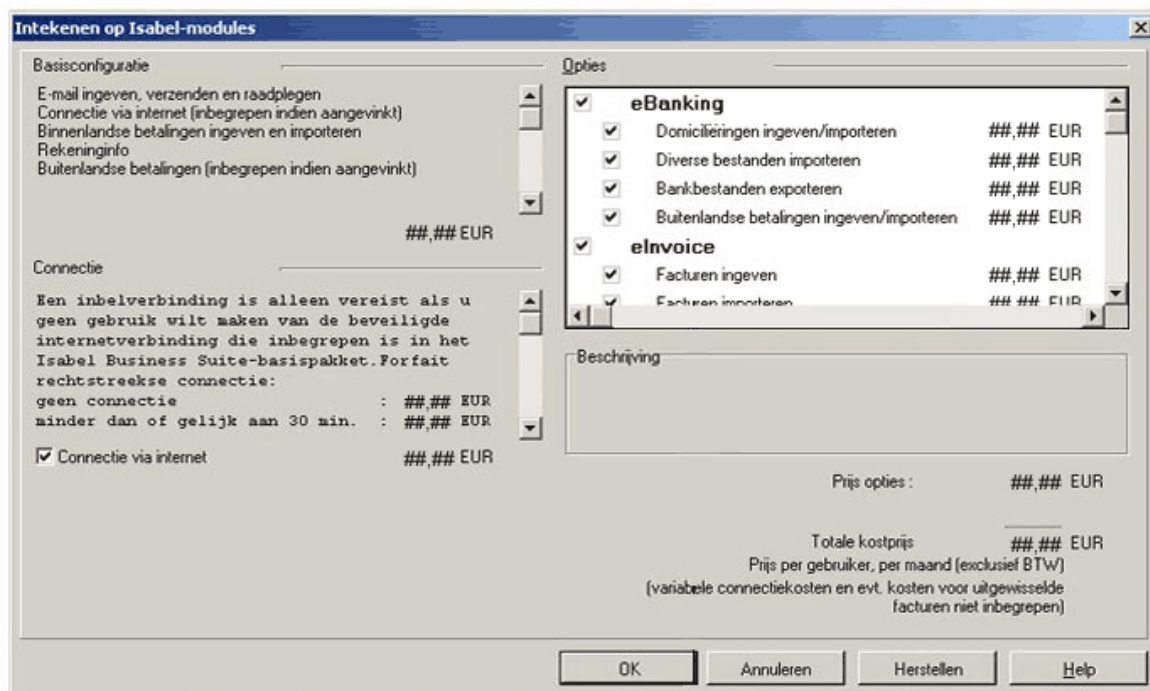 Intekenen op Isabel-modules
Basisconfiguratie
E-mail ingeven, verzenden en raadplegen
Connectie via internet (inbegrepen indien aangevinkt)
Binnenlandse betalingen ingeven en importeren
Rekeninginfo
Buitenlandse betalingen (inbegrepen indien aangevinkt)
##,## EUR
Connectie
Een inbelverbinding is alleen vereist als u
geen gebruik wilt maken van de beveiligde
internetverbinding die inbegrepen is in het
Isabel Business Suite-basispakket.Forfait
rechtstreekse connectie:
geen connectie : ##,## EUR
minder dan of gelijk aan 30 min. : ##,## EUR
Connectie via internet ##,## EUR
Opties
eBanking
Domiciliëringen ingeven/importeren ##,## EUR
Diverse bestanden importeren ##,## EUR
Bankbestanden exporteren ##,## EUR
Buitenlandse betalingen ingeven/importeren ##,## EUR
eInvoice
Facturen ingeven ##,## EUR
Facturen importeren ##,## EUR
Beschrijving
Prijs opties : ##,## EUR
Totale kostprijs ##,## EUR
Prijs per gebruiker, per maand (exclusief BTW)
(variabele connectiekosten en evt. kosten voor uitgewisselde
facturen niet inbegrepen)
OK Annuleren Herstellen Help